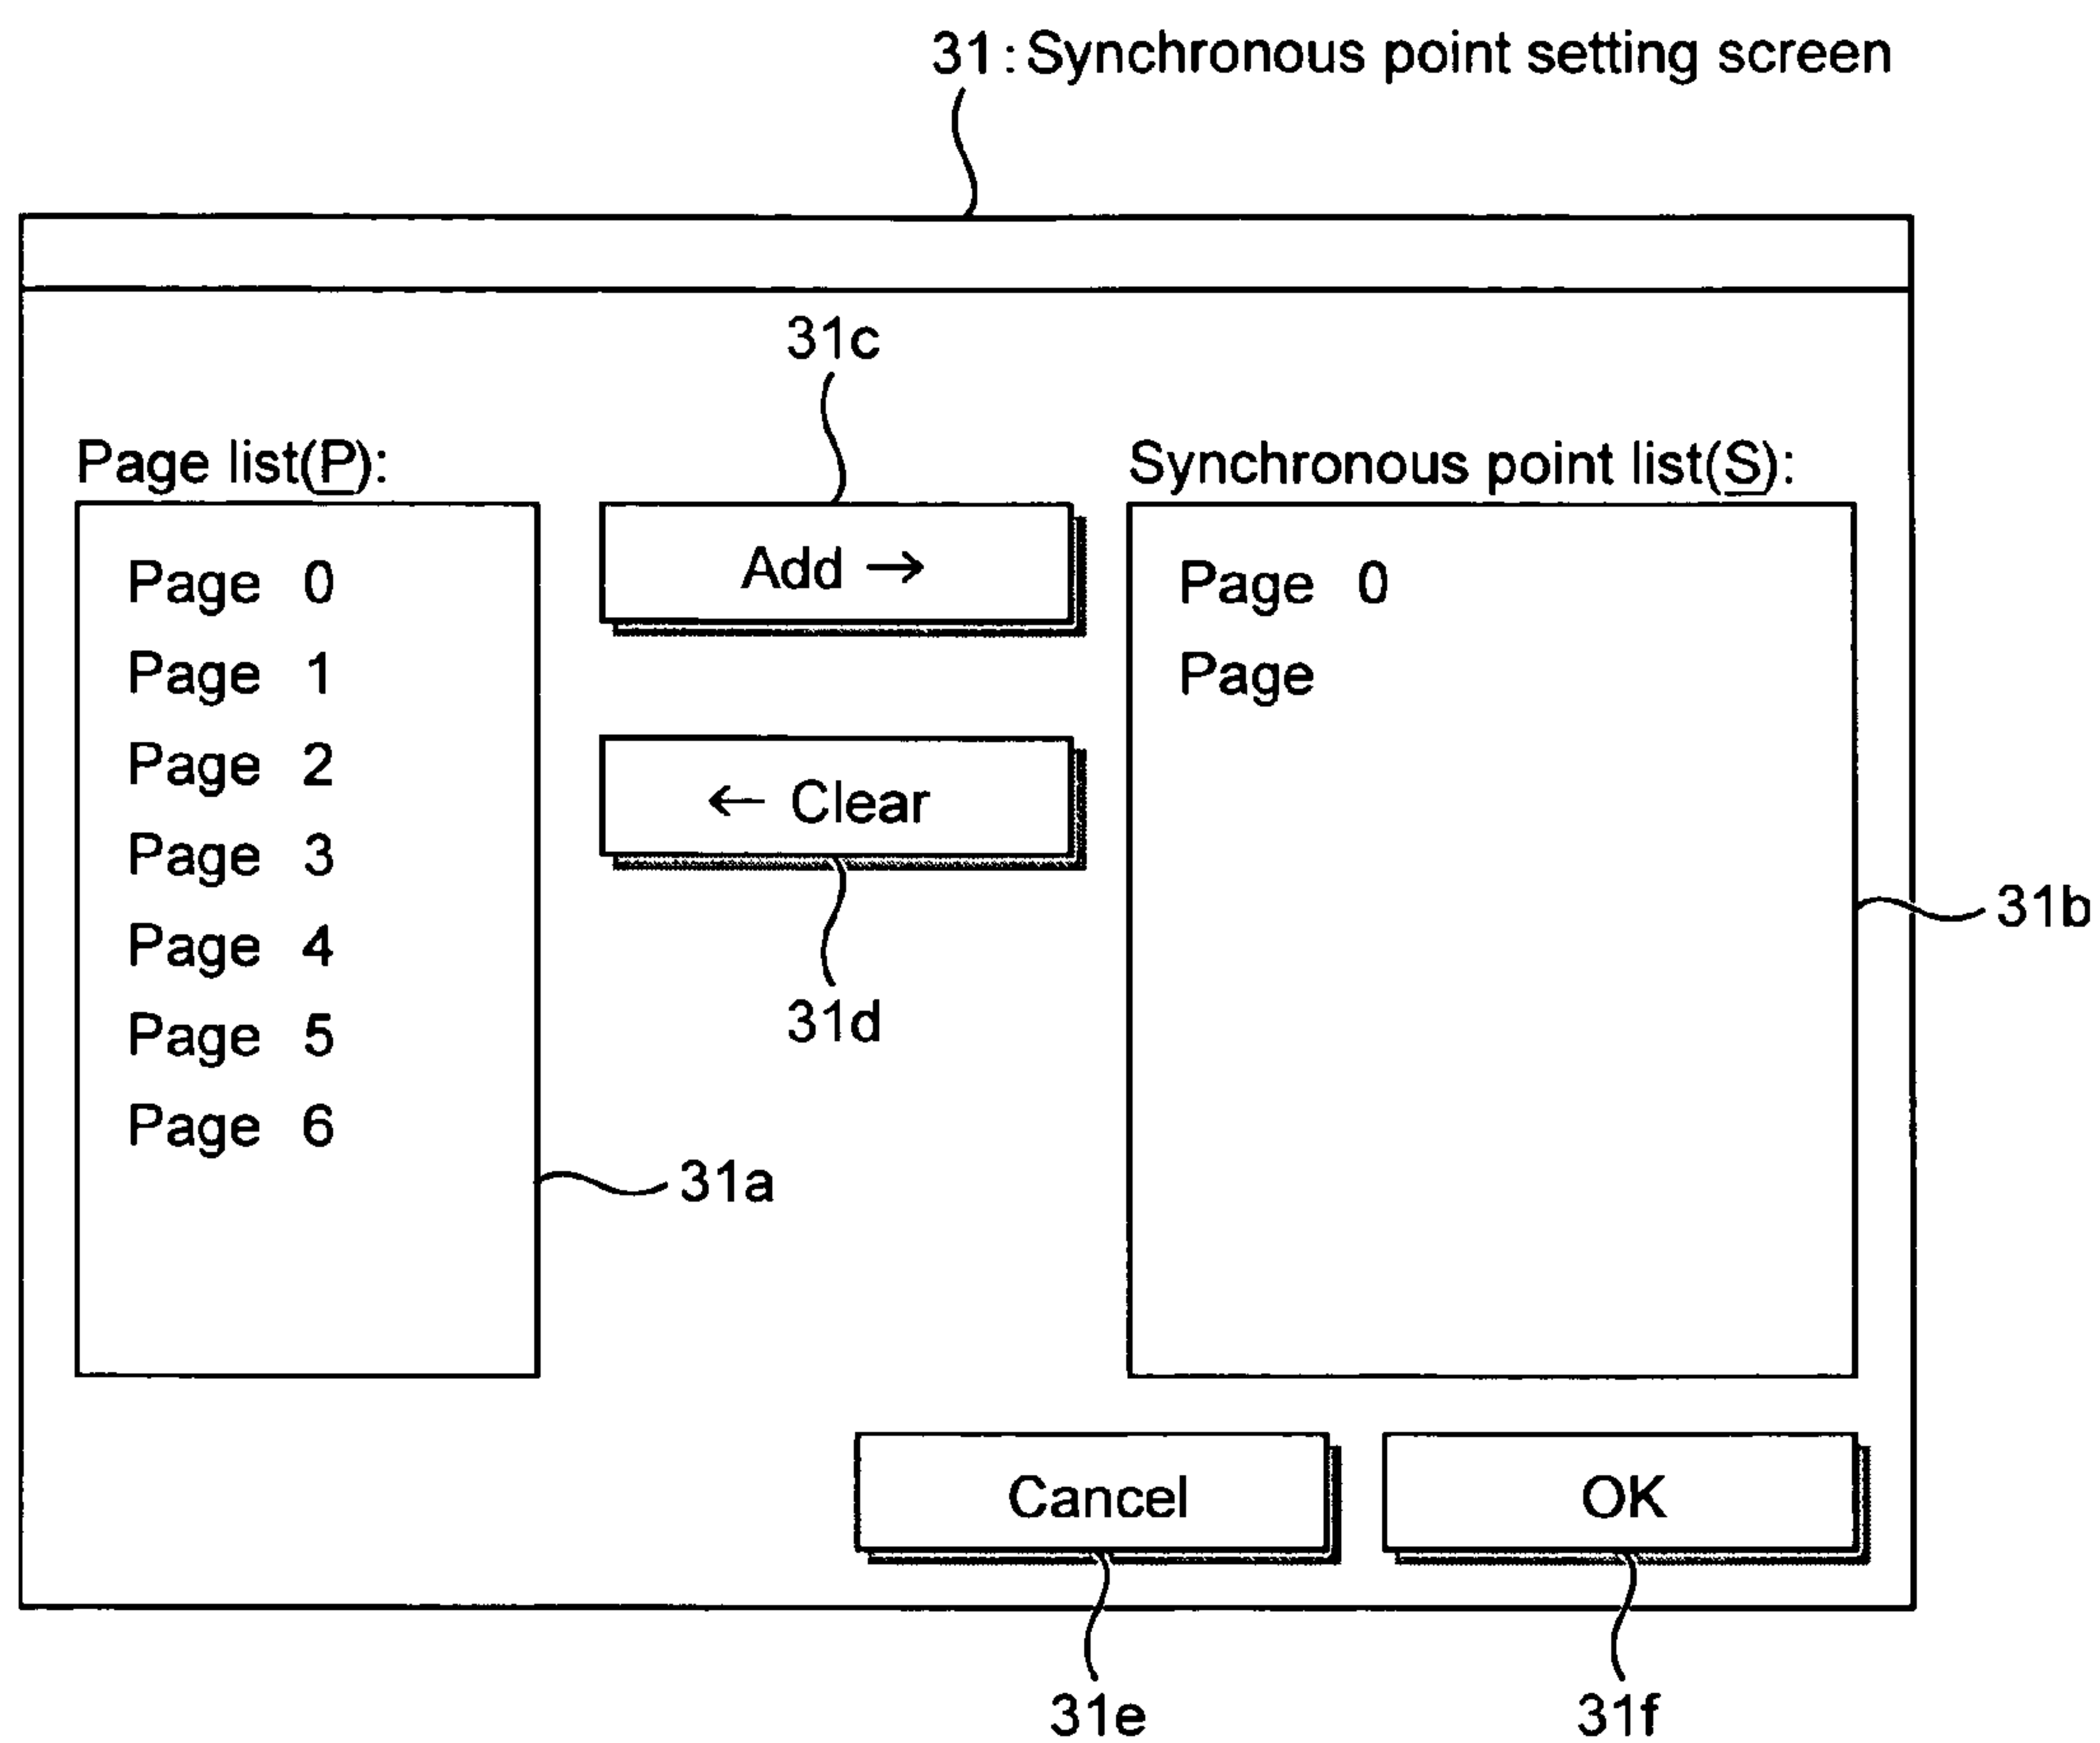 31:Synchronous point setting screen
31c
Page list(P):
Synchronous point list(S):
Add →
Page 0
Page 1
Page 2
Page 3
Page 4
Page 5
Page 6
Page 0
Page
← Clear
31b
31d
31a
Cancel
OK
31e
31f